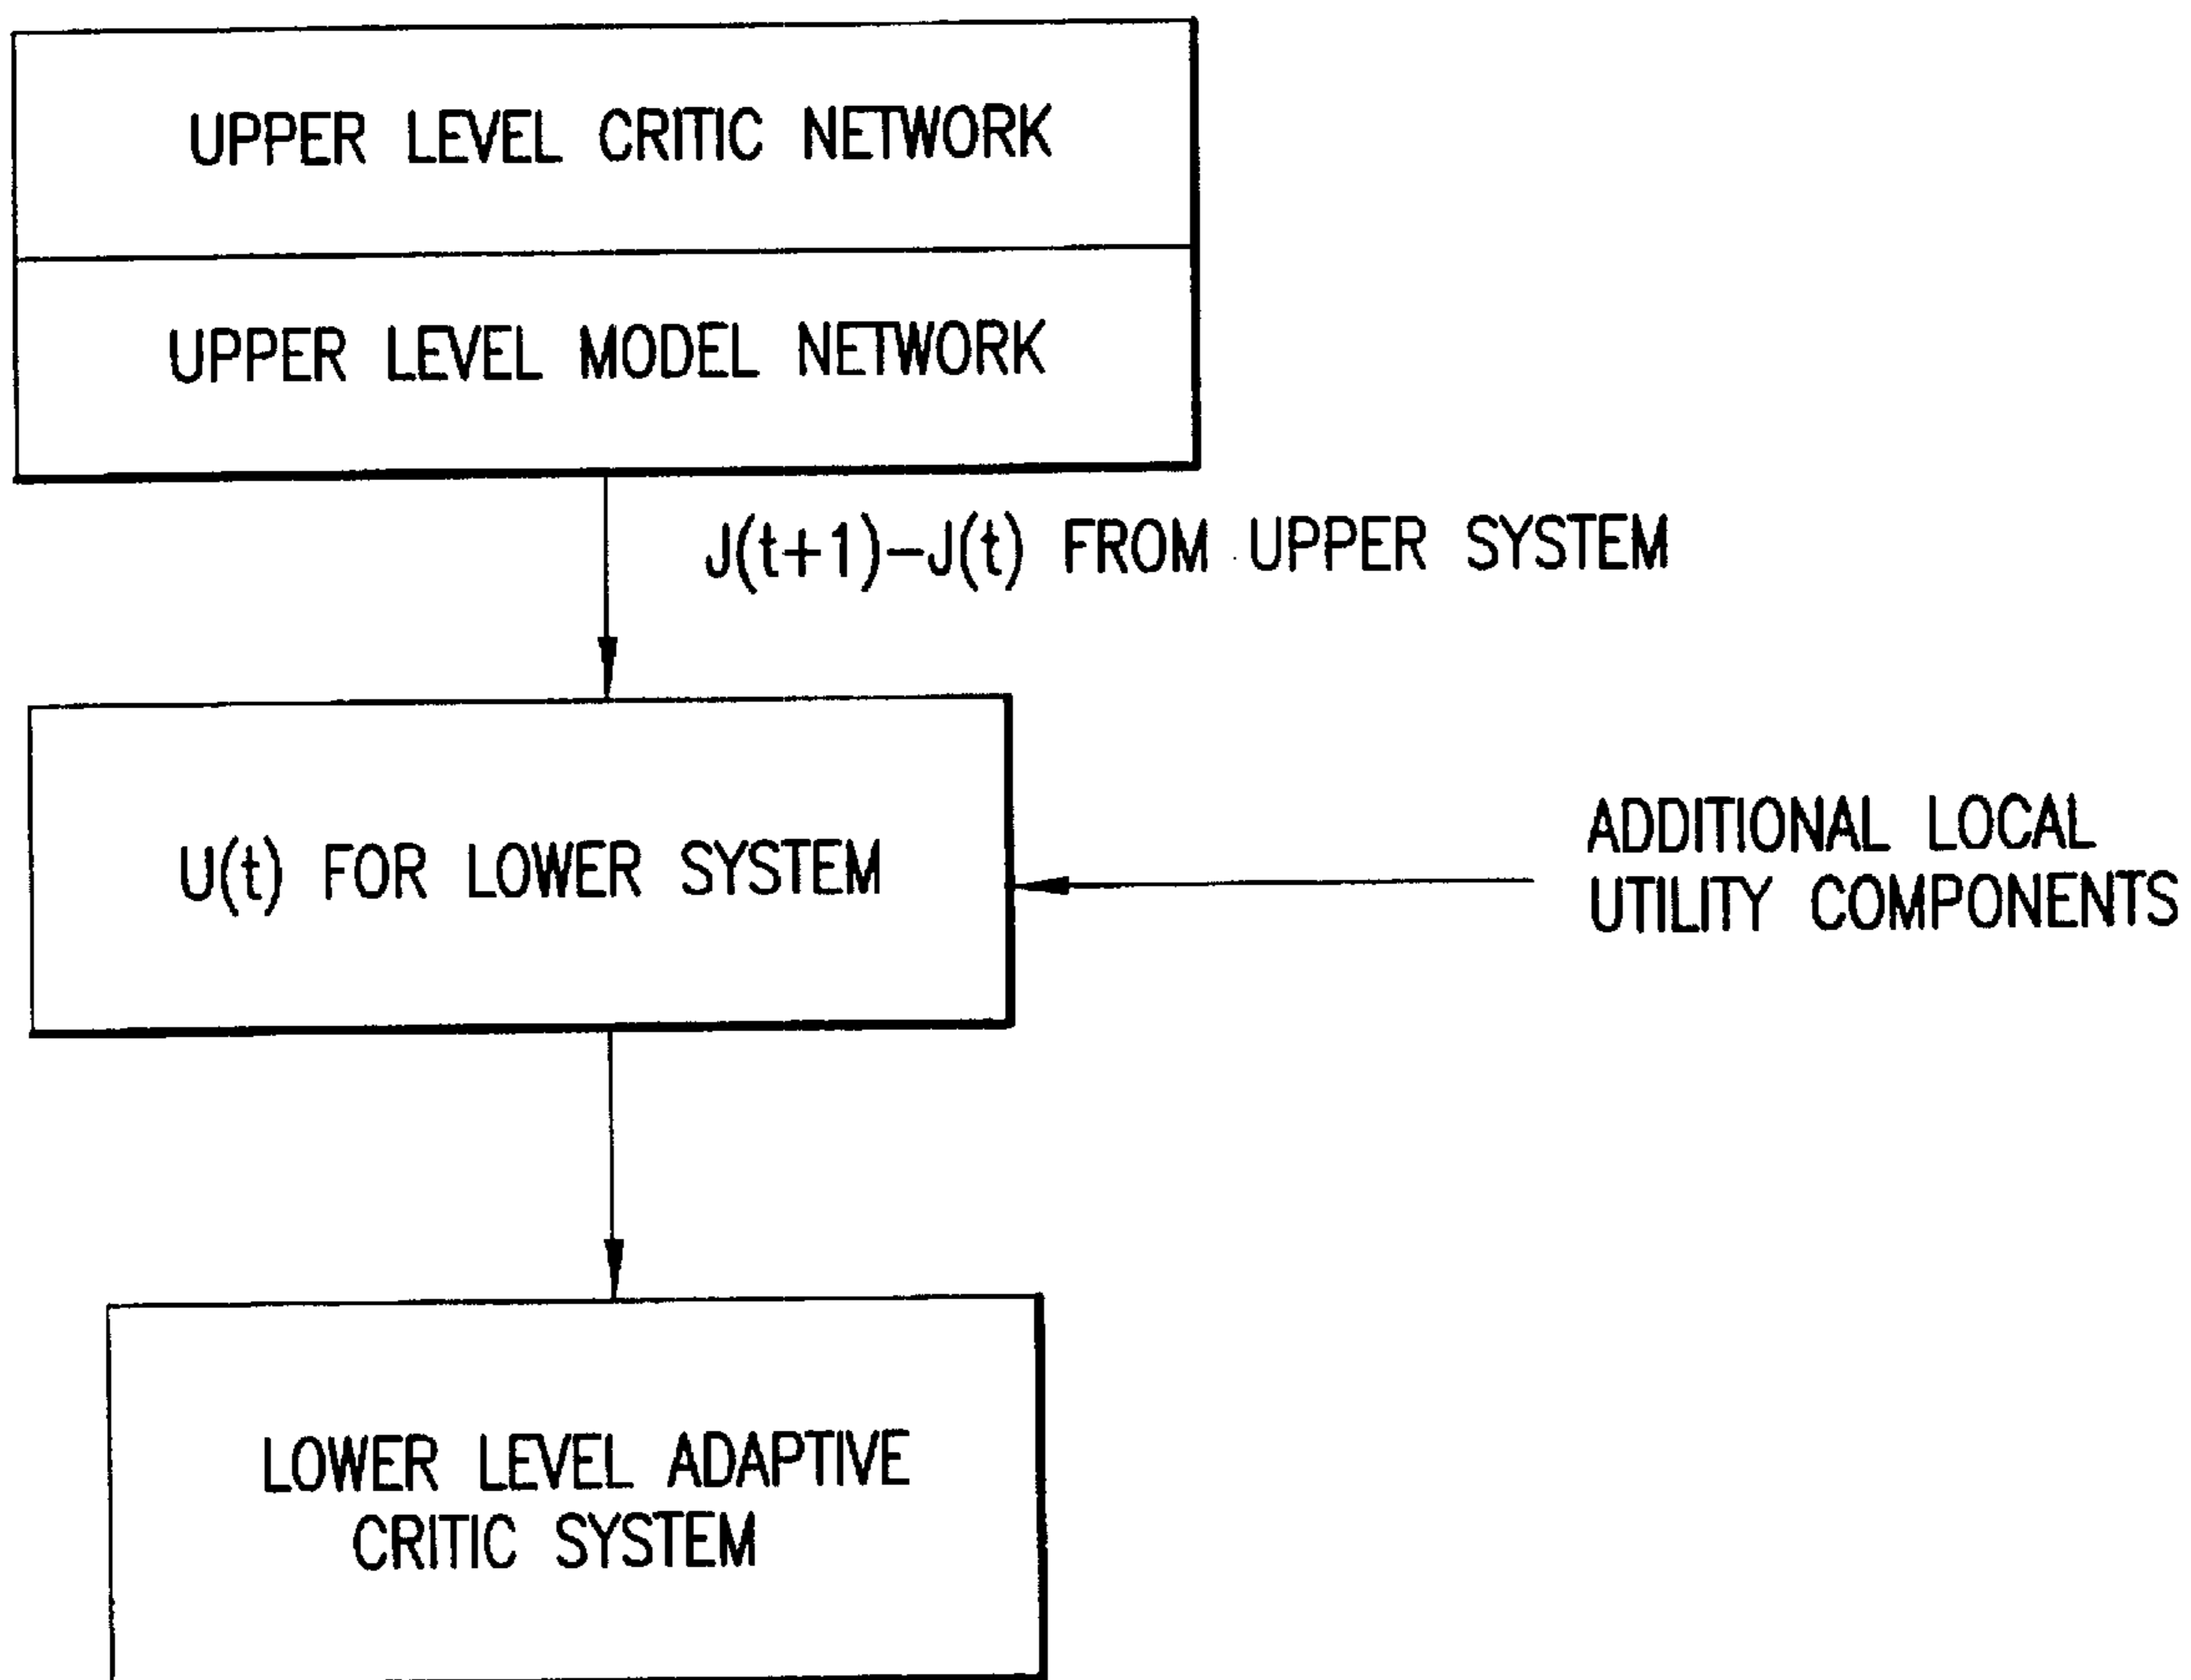 UPPER LEVEL CRITIC NETWORK
UPPER LEVEL MODEL NETWORK
J(t+1)-J(t) FROM UPPER SYSTEM
U(t) FOR LOWER SYSTEM
ADDITIONAL LOCAL
UTILITY COMPONENTS
LOWER LEVEL ADAPTIVE
CRITIC SYSTEM